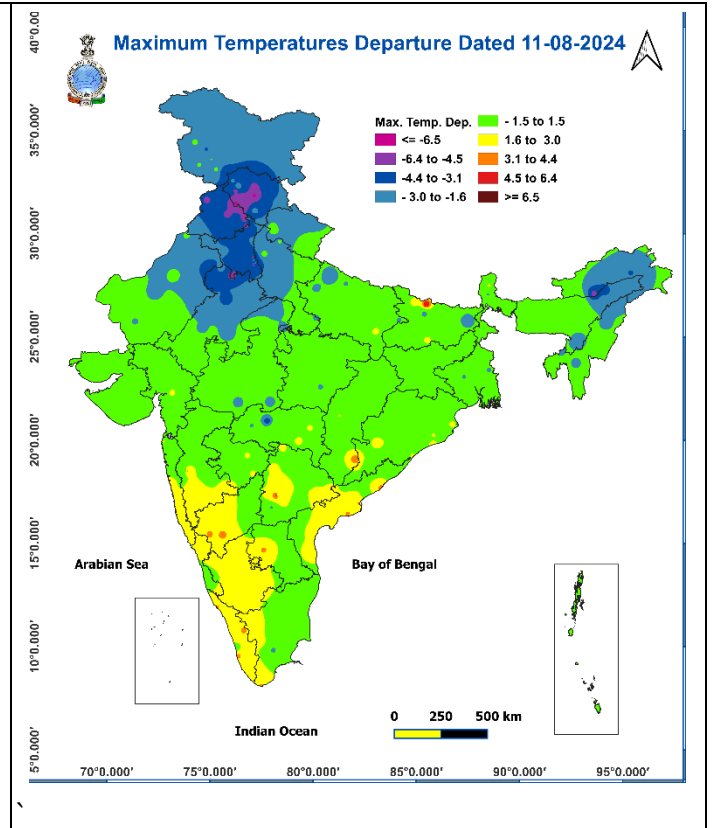 Maximum Temperatures Departure Dated 11-08-2024
Max. Temp. Dep.
<= -6.5
-6.4 to -4.5
-4.4 to -3.1
- 3.0 to -1.6
- 1.5 to 1.5
1.6 to 3.0
3.1 to 4.4
4.5 to 6.4
>= 6.5
40°0.00
35°0.000'
30°0.000'
25°0.000'
20°0.000'
15°0.000'
10°0.000'
5°0.000'
Arabian Sea
Bay of Bengal
Indian Ocean
0 250 500 km
70°0.000' 75°0.000' 80°0.000' 85°0.000' 90°0.000' 95°0.000'
`